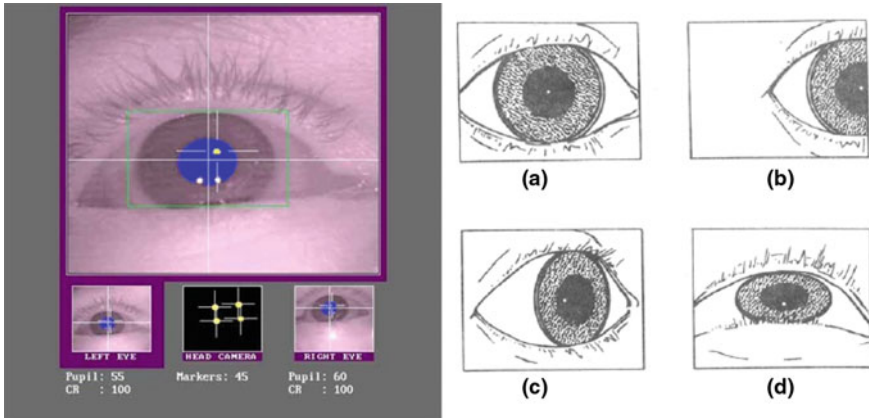 LEFT EYE
HEAD CAMERA
RIGHT EYE
Pupil: 55
CR : 100
Markers: 45
Pupil: 60
CR : 100
(a)
(b)
(c)
(d)